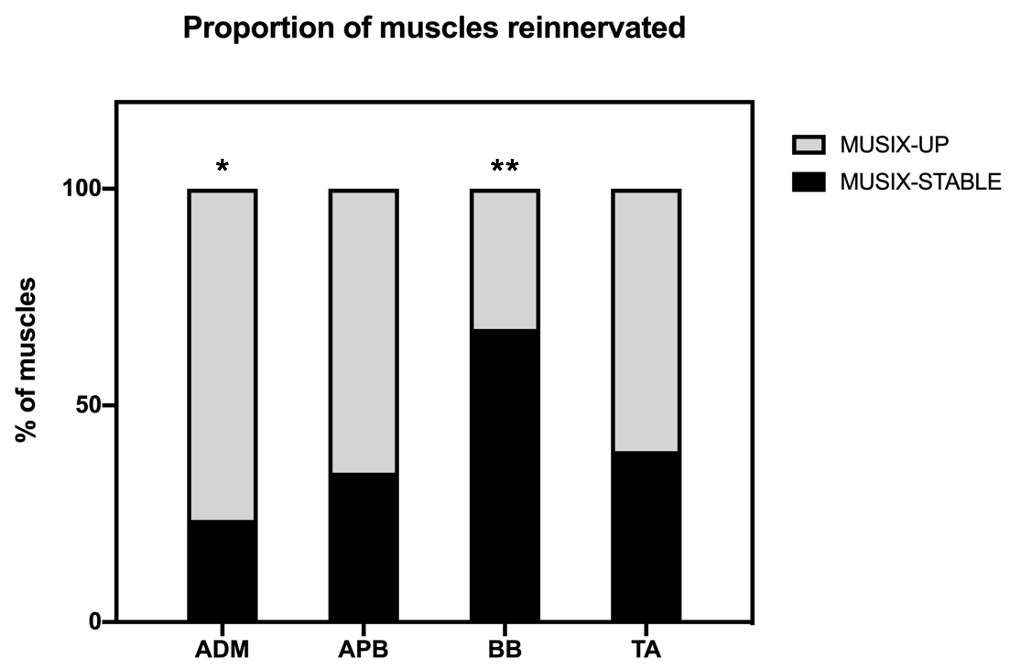 Proportion of muscles reinnervated
MUSIX-UP
MUSIX-STABLE
*
**
100
50
0
% of muscles
ADM
APB
BB
TA